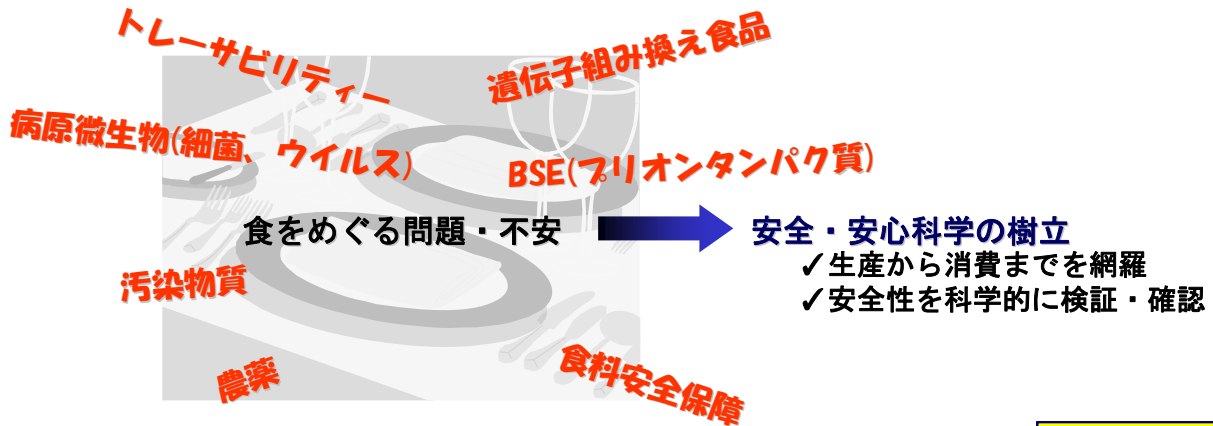 トレーサビリティー
遺伝子組み換え食品
病原微生物(細菌、ウイルス)
BSE(プリオンタンパク質)
食をめぐる問題・不安
安全・安心科学の樹立
✓生産から消費までを網羅
✓安全性を科学的に検証・確認
汚染物質
農薬
食料安全保障